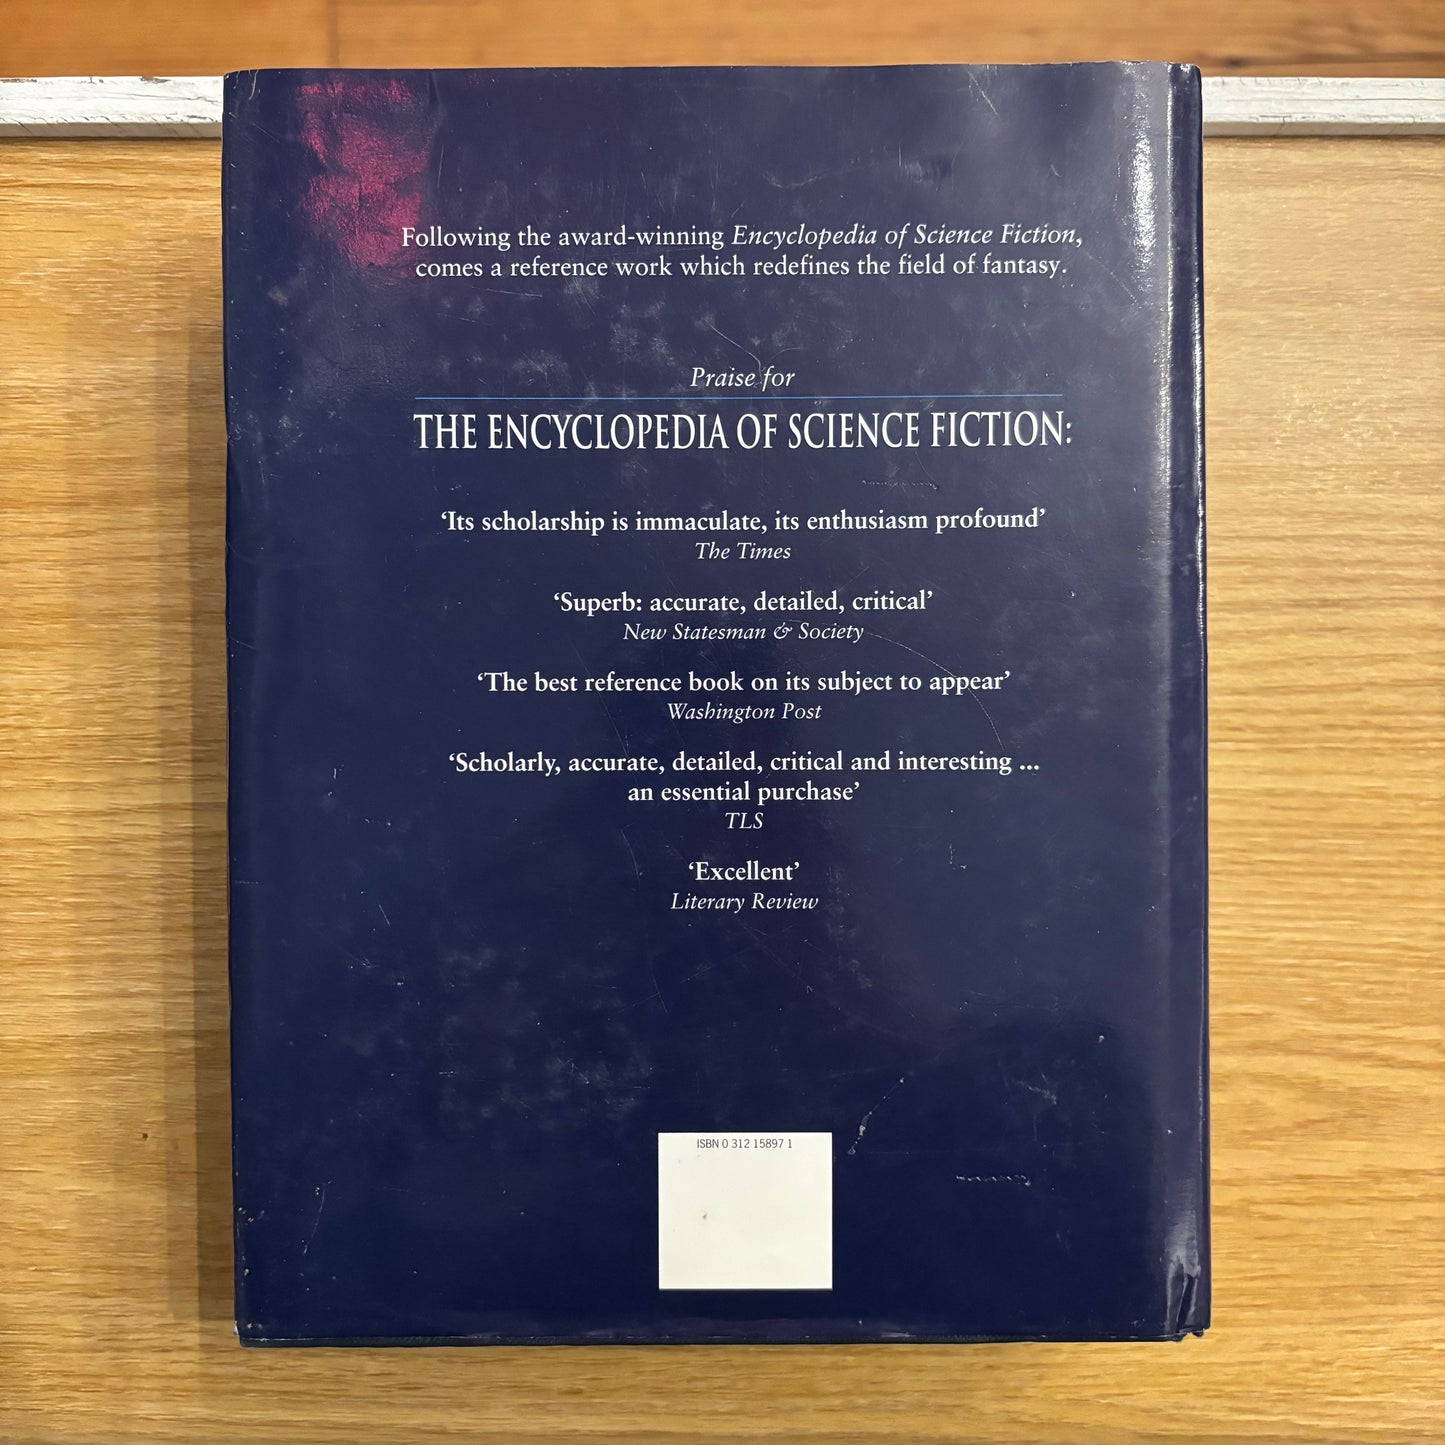 Following the award-winning Encyclopedia of Science Fiction,
comes a reference work which redefines the field of fantasy.
Praise for
THE ENCYCLOPEDIA OF SCIENCE FICTION:
‘Its scholarship is immaculate, its enthusiasm profound’
The Times
‘Superb: accurate, detailed, critical’
New Statesman & Society
‘The best reference book on its subject to appear’
Washington Post
‘Scholarly, accurate, detailed, critical and interesting ...
an essential purchase’
TLS
‘Excellent’
Literary Review
ISBN 0 312 15897 1